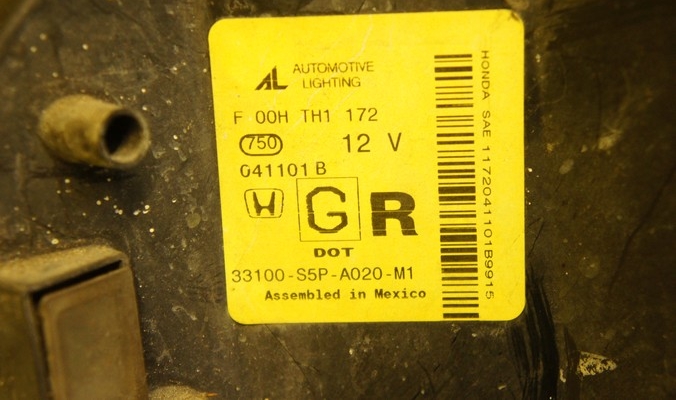 AL AUTOMOTIVE
LIGHTING
F 00H TH1 172
750 12 V
041101B
G R
DOT
33100-S5P-A020-M1
Assembled in Mexico
HONDA SAE 1172041101B9915